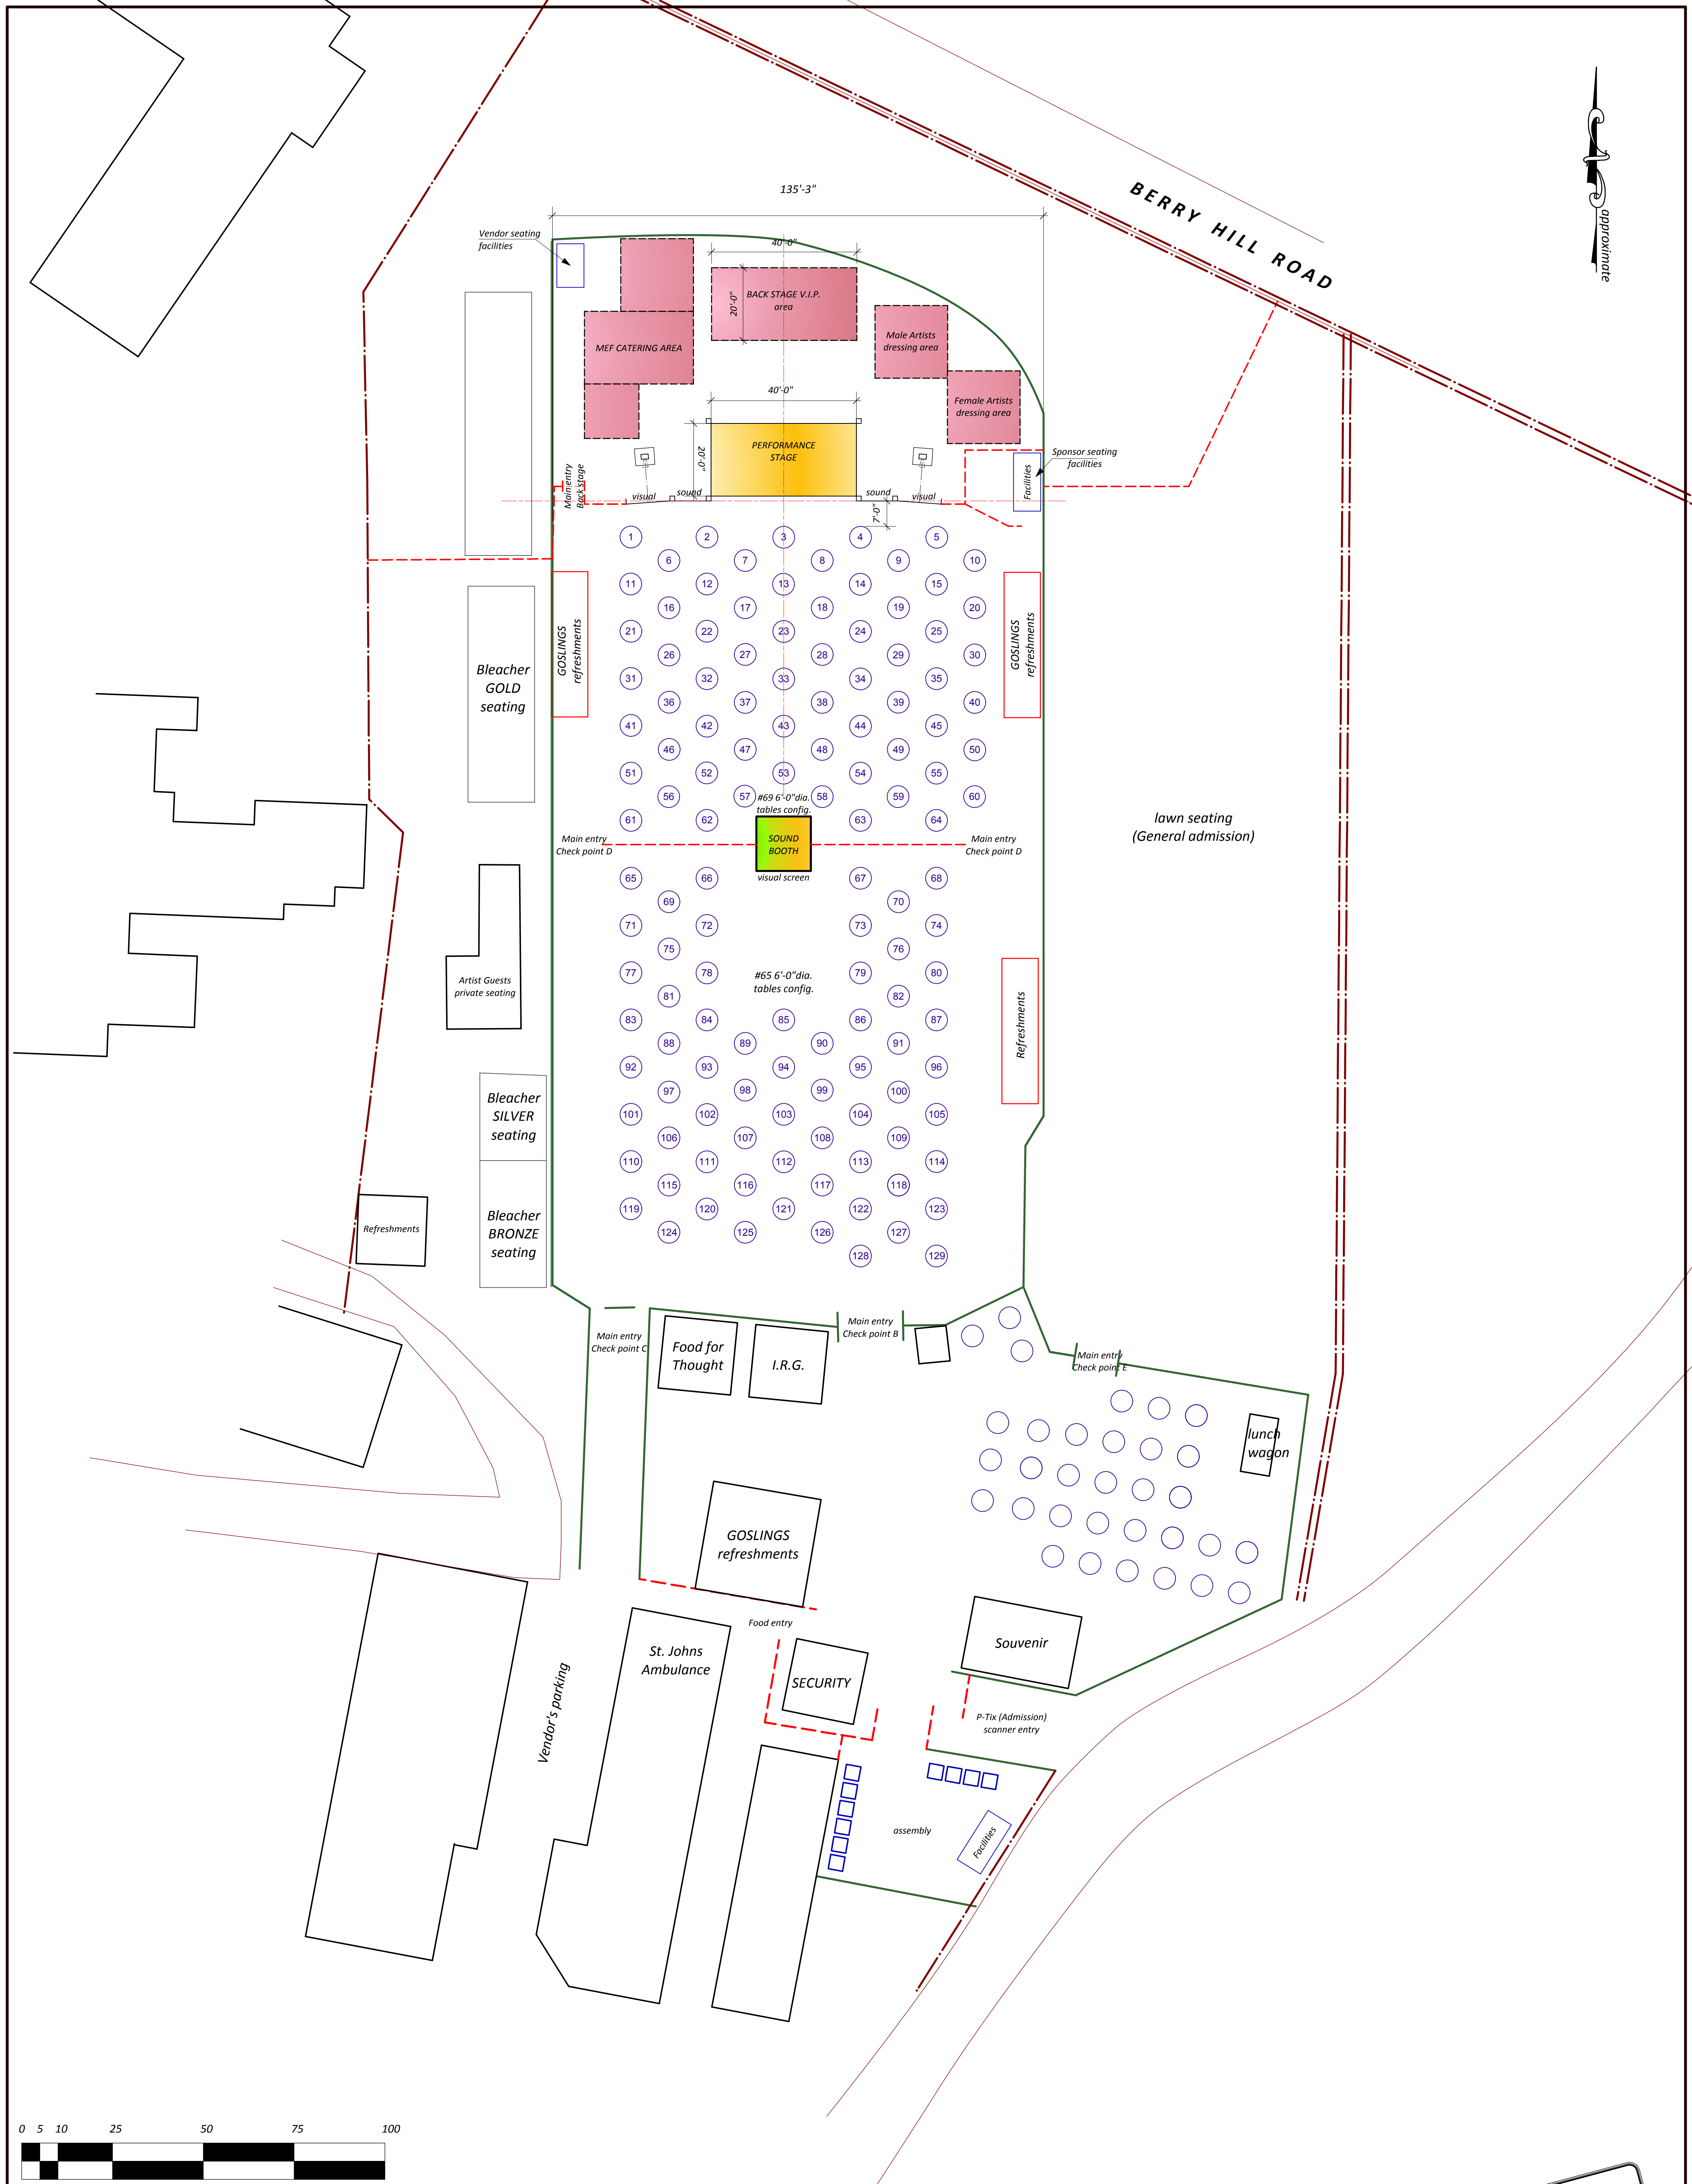 approximate
BERRY HILL ROAD
135'-3"
Vendor seating
facilities
40'-0"
20'-0"
BACK STAGE V.I.P.
area
MEF CATERING AREA
Male Artists
dressing area
Female Artists
dressing area
40'-0"
20'-0"
PERFORMANCE
STAGE
Sponsor seating
facilities
Facilities
Main entry
Back stage
visual
sound
sound
visual
7'-0"
1 2 3 4 5
6 7 8 9 10
11 12 13 14 15
16 17 18 19 20
21 22 23 24 25
26 27 28 29 30
31 32 33 34 35
36 37 38 39 40
41 42 43 44 45
46 47 48 49 50
51 52 53 54 55
56 57 58 59 60
61 62 63 64
GOSLINGS
refreshments
GOSLINGS
refreshments
Bleacher
GOLD
seating
#69 6'-0"dia.
tables config.
lawn seating
(General admission)
Main entry
Check point D
SOUND
BOOTH
Main entry
Check point D
visual screen
65 66 67 68
69 70
71 72 73 74
75 76
77 78 79 80
81 82
83 84 85 86 87
88 89 90 91
92 93 94 95 96
97 98 99 100
101 102 103 104 105
106 107 108 109
110 111 112 113 114
115 116 117 118
119 120 121 122 123
124 125 126 127
128 129
#65 6'-0"dia.
tables config.
Artist Guests
private seating
Refreshments
Bleacher
SILVER
seating
Bleacher
BRONZE
seating
Refreshments
Main entry
Check point C
Food for
Thought
I.R.G.
Main entry
Check point B
Main entry
Check point E
lunch
wagon
GOSLINGS
refreshments
Food entry
St. Johns
Ambulance
SECURITY
Souvenir
Vendor's parking
P-Tix (Admission)
scanner entry
assembly
Facilities
0 5 10 25 50 75 100